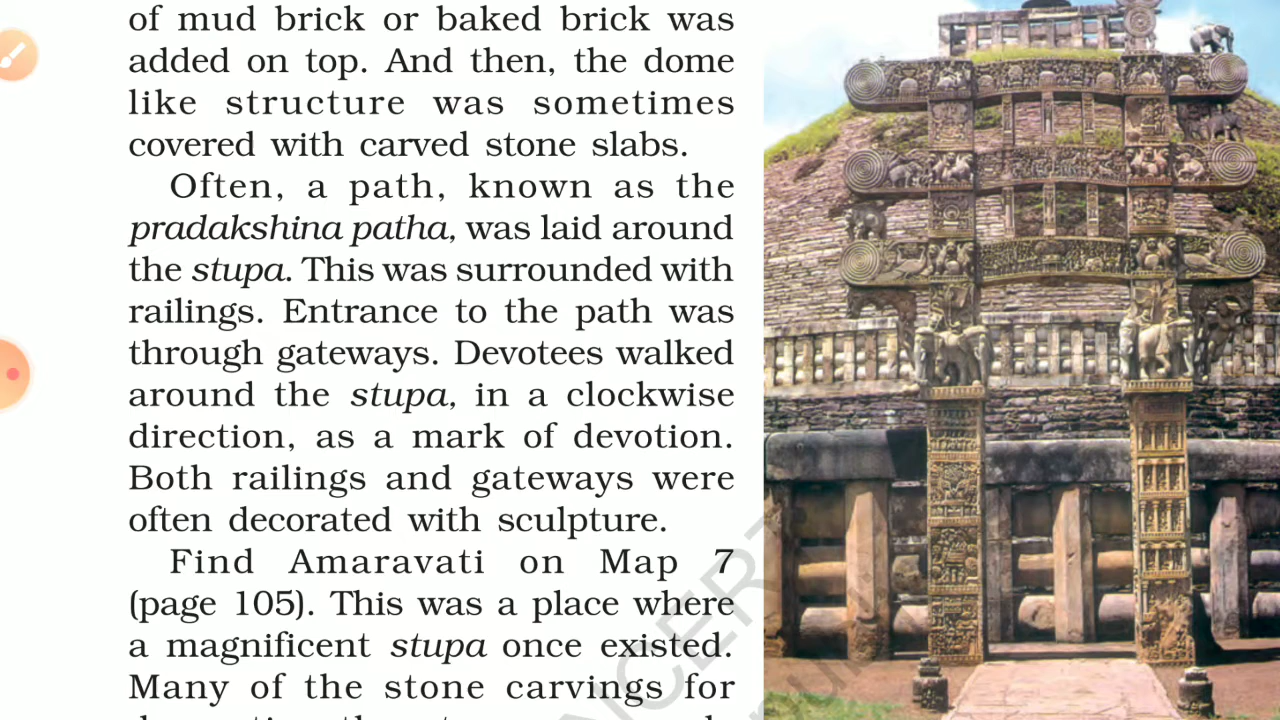 of mud brick or baked brick was
added on top. And then, the dome
like structure was sometimes
covered with carved stone slabs.
Often, a path, known as the
pradakshina patha, was laid around
the stupa. This was surrounded with
railings. Entrance to the path was
through gateways. Devotees walked
around the stupa, in a clockwise
direction, as a mark of devotion.
Both railings and gateways were
often decorated with sculpture.
Find Amaravati on Map 7
(page 105). This was a place where
a magnificent stupa once existed.
Many of the stone carvings for
NCERT